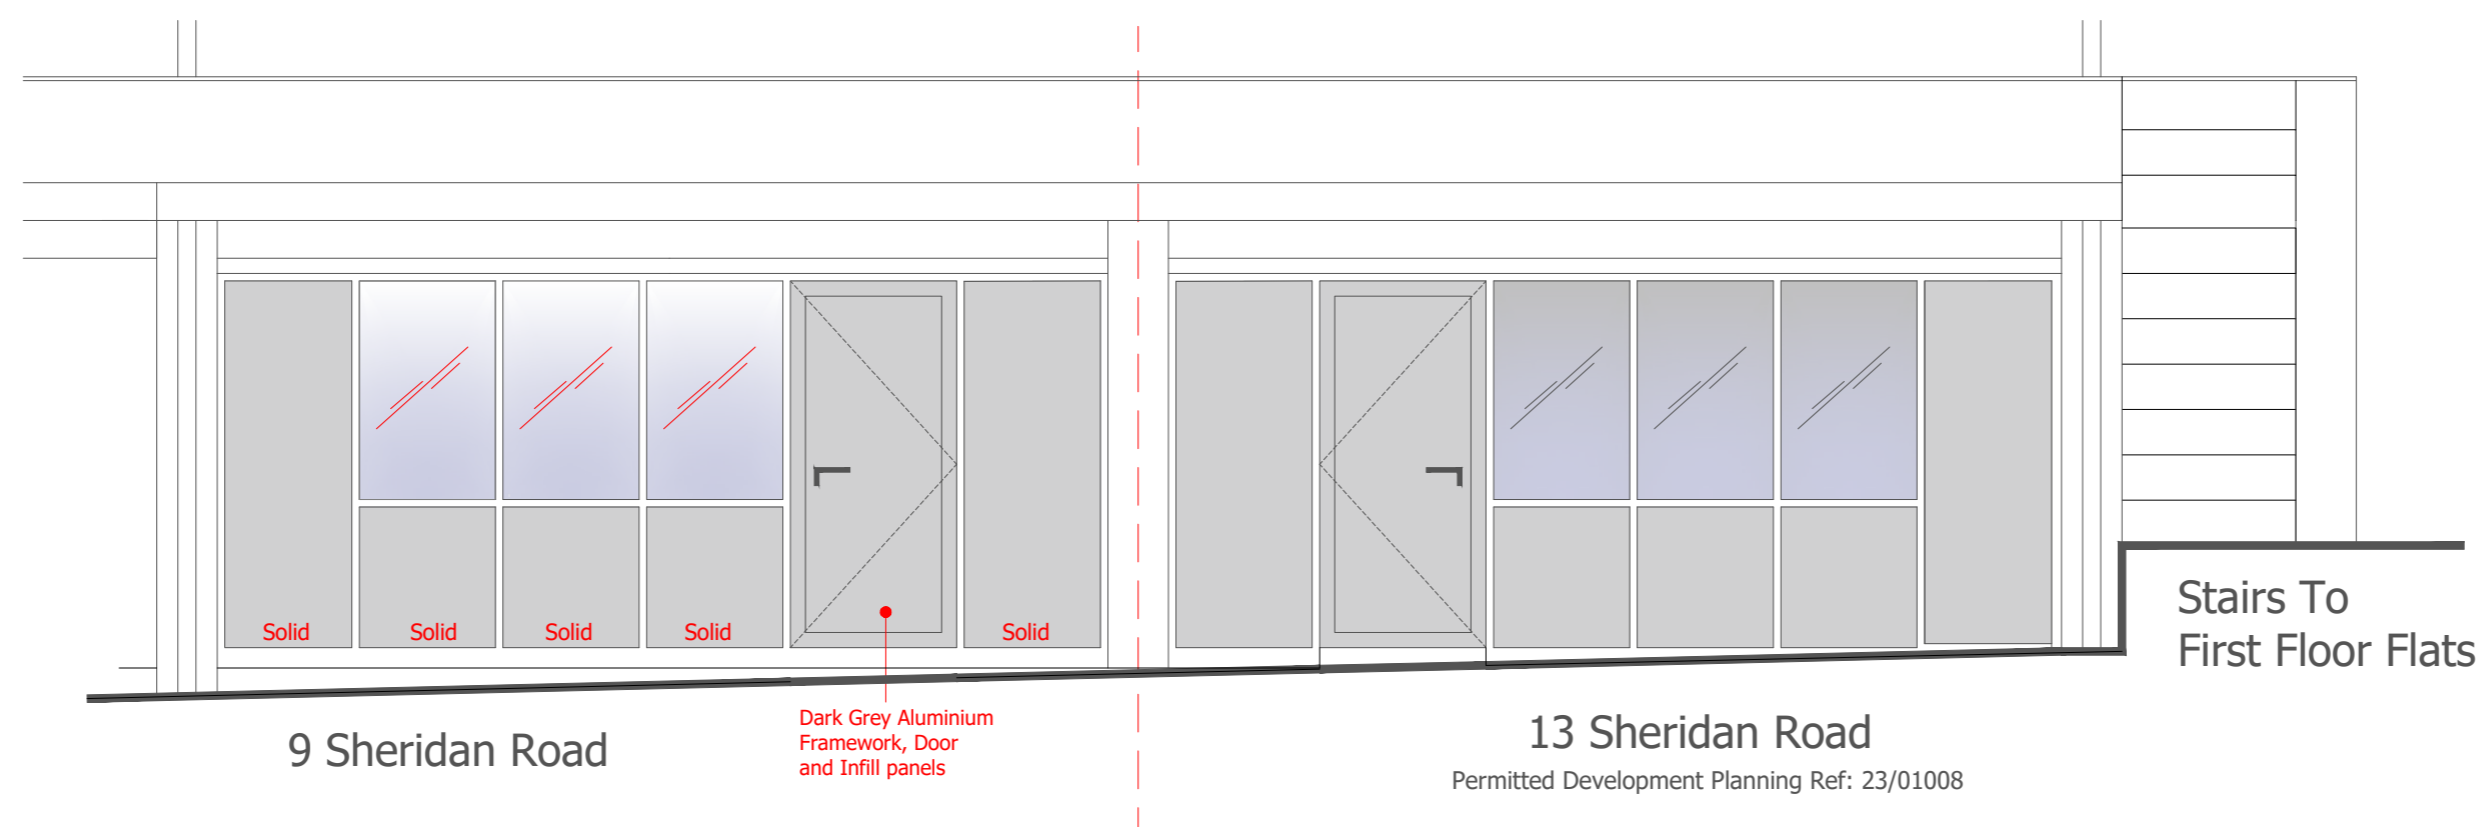 Solid
Solid
Solid
Solid
Solid
Dark Grey Aluminium
Framework, Door
and Infill panels
9 Sheridan Road
13 Sheridan Road
Permitted Development Planning Ref: 23/01008
Stairs To
First Floor Flats